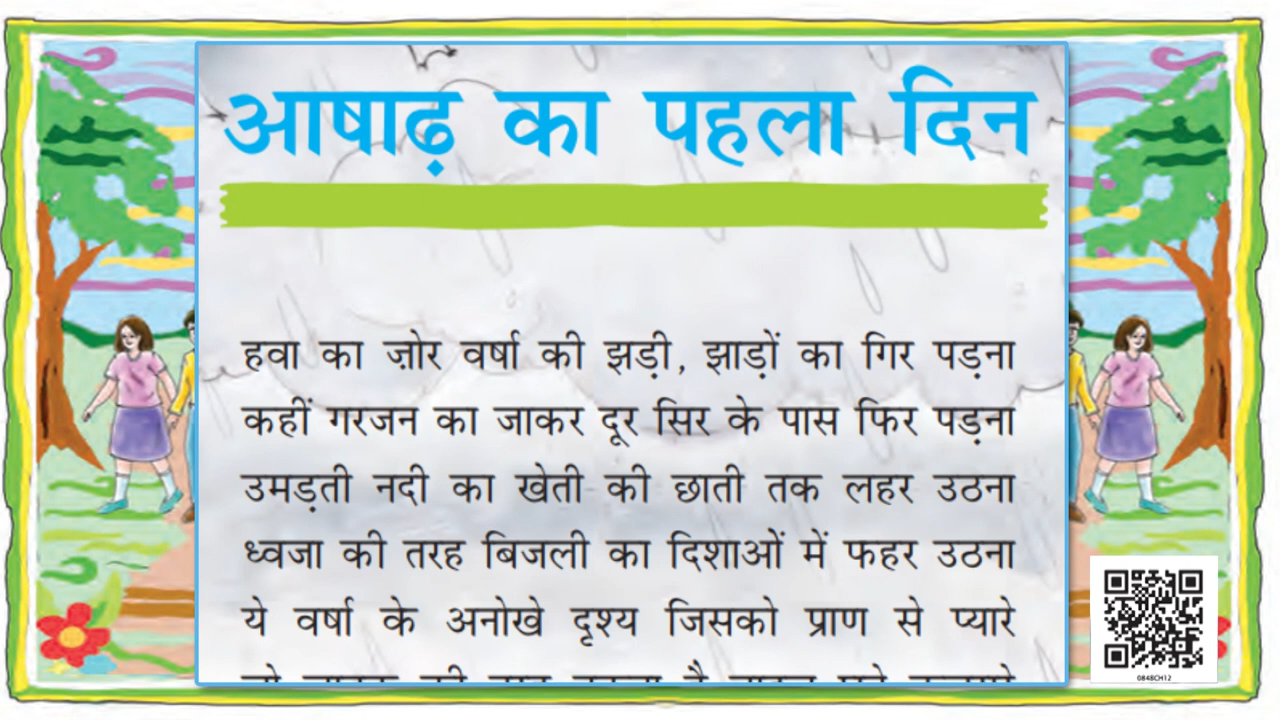 आषाढ़ का पहला दिन
हवा का ज़ोर वर्षा की झड़ी, झाड़ों का गिर पड़ना
कहीं गरजन का जाकर दूर सिर के पास फिर पड़ना
उमड़ती नदी का खेती की छाती तक लहर उठना
ध्वजा की तरह बिजली का दिशाओं में फहर उठना
ये वर्षा के अनोखे दृश्य जिसको प्राण से प्यारे
0848CH12